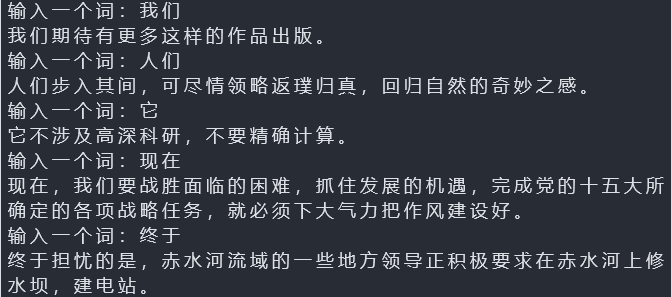 输入一个词：我们
我们期待有更多这样的作品出版。
输入一个词：人们
人们步入其间，可尽情领略返璞归真，回归自然的奇妙之感。
输入一个词：它
它不涉及高深科研，不要精确计算。
输入一个词：现在
现在，我们要战胜面临的困难，抓住发展的机遇，完成党的十五大所
确定的各项战略任务，就必须下大气力把作风建设好。
输入一个词：终于
终于担忧的是，赤水河流域的一些地方领导正积极要求在赤水河上修
水坝，建电站。